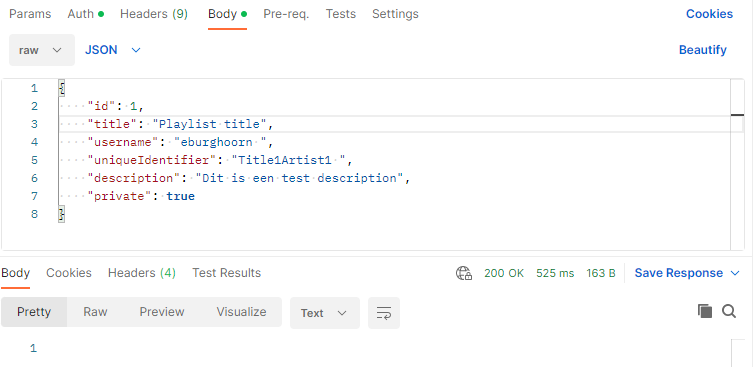 Params Auth Headers (9) Body Pre-req. Tests Settings Cookies
raw JSON Beautify
1 {
2 "id": 1,
3 "title": "Playlist title",
4 "username": "eburghoorn ",
5 "uniqueIdentifier": "Title1Artist1 ",
6 "description": "Dit is een test description",
7 "private": true
8 }
Body Cookies Headers (4) Test Results 200 OK 525 ms 163 B Save Response
Pretty Raw Preview Visualize Text
1